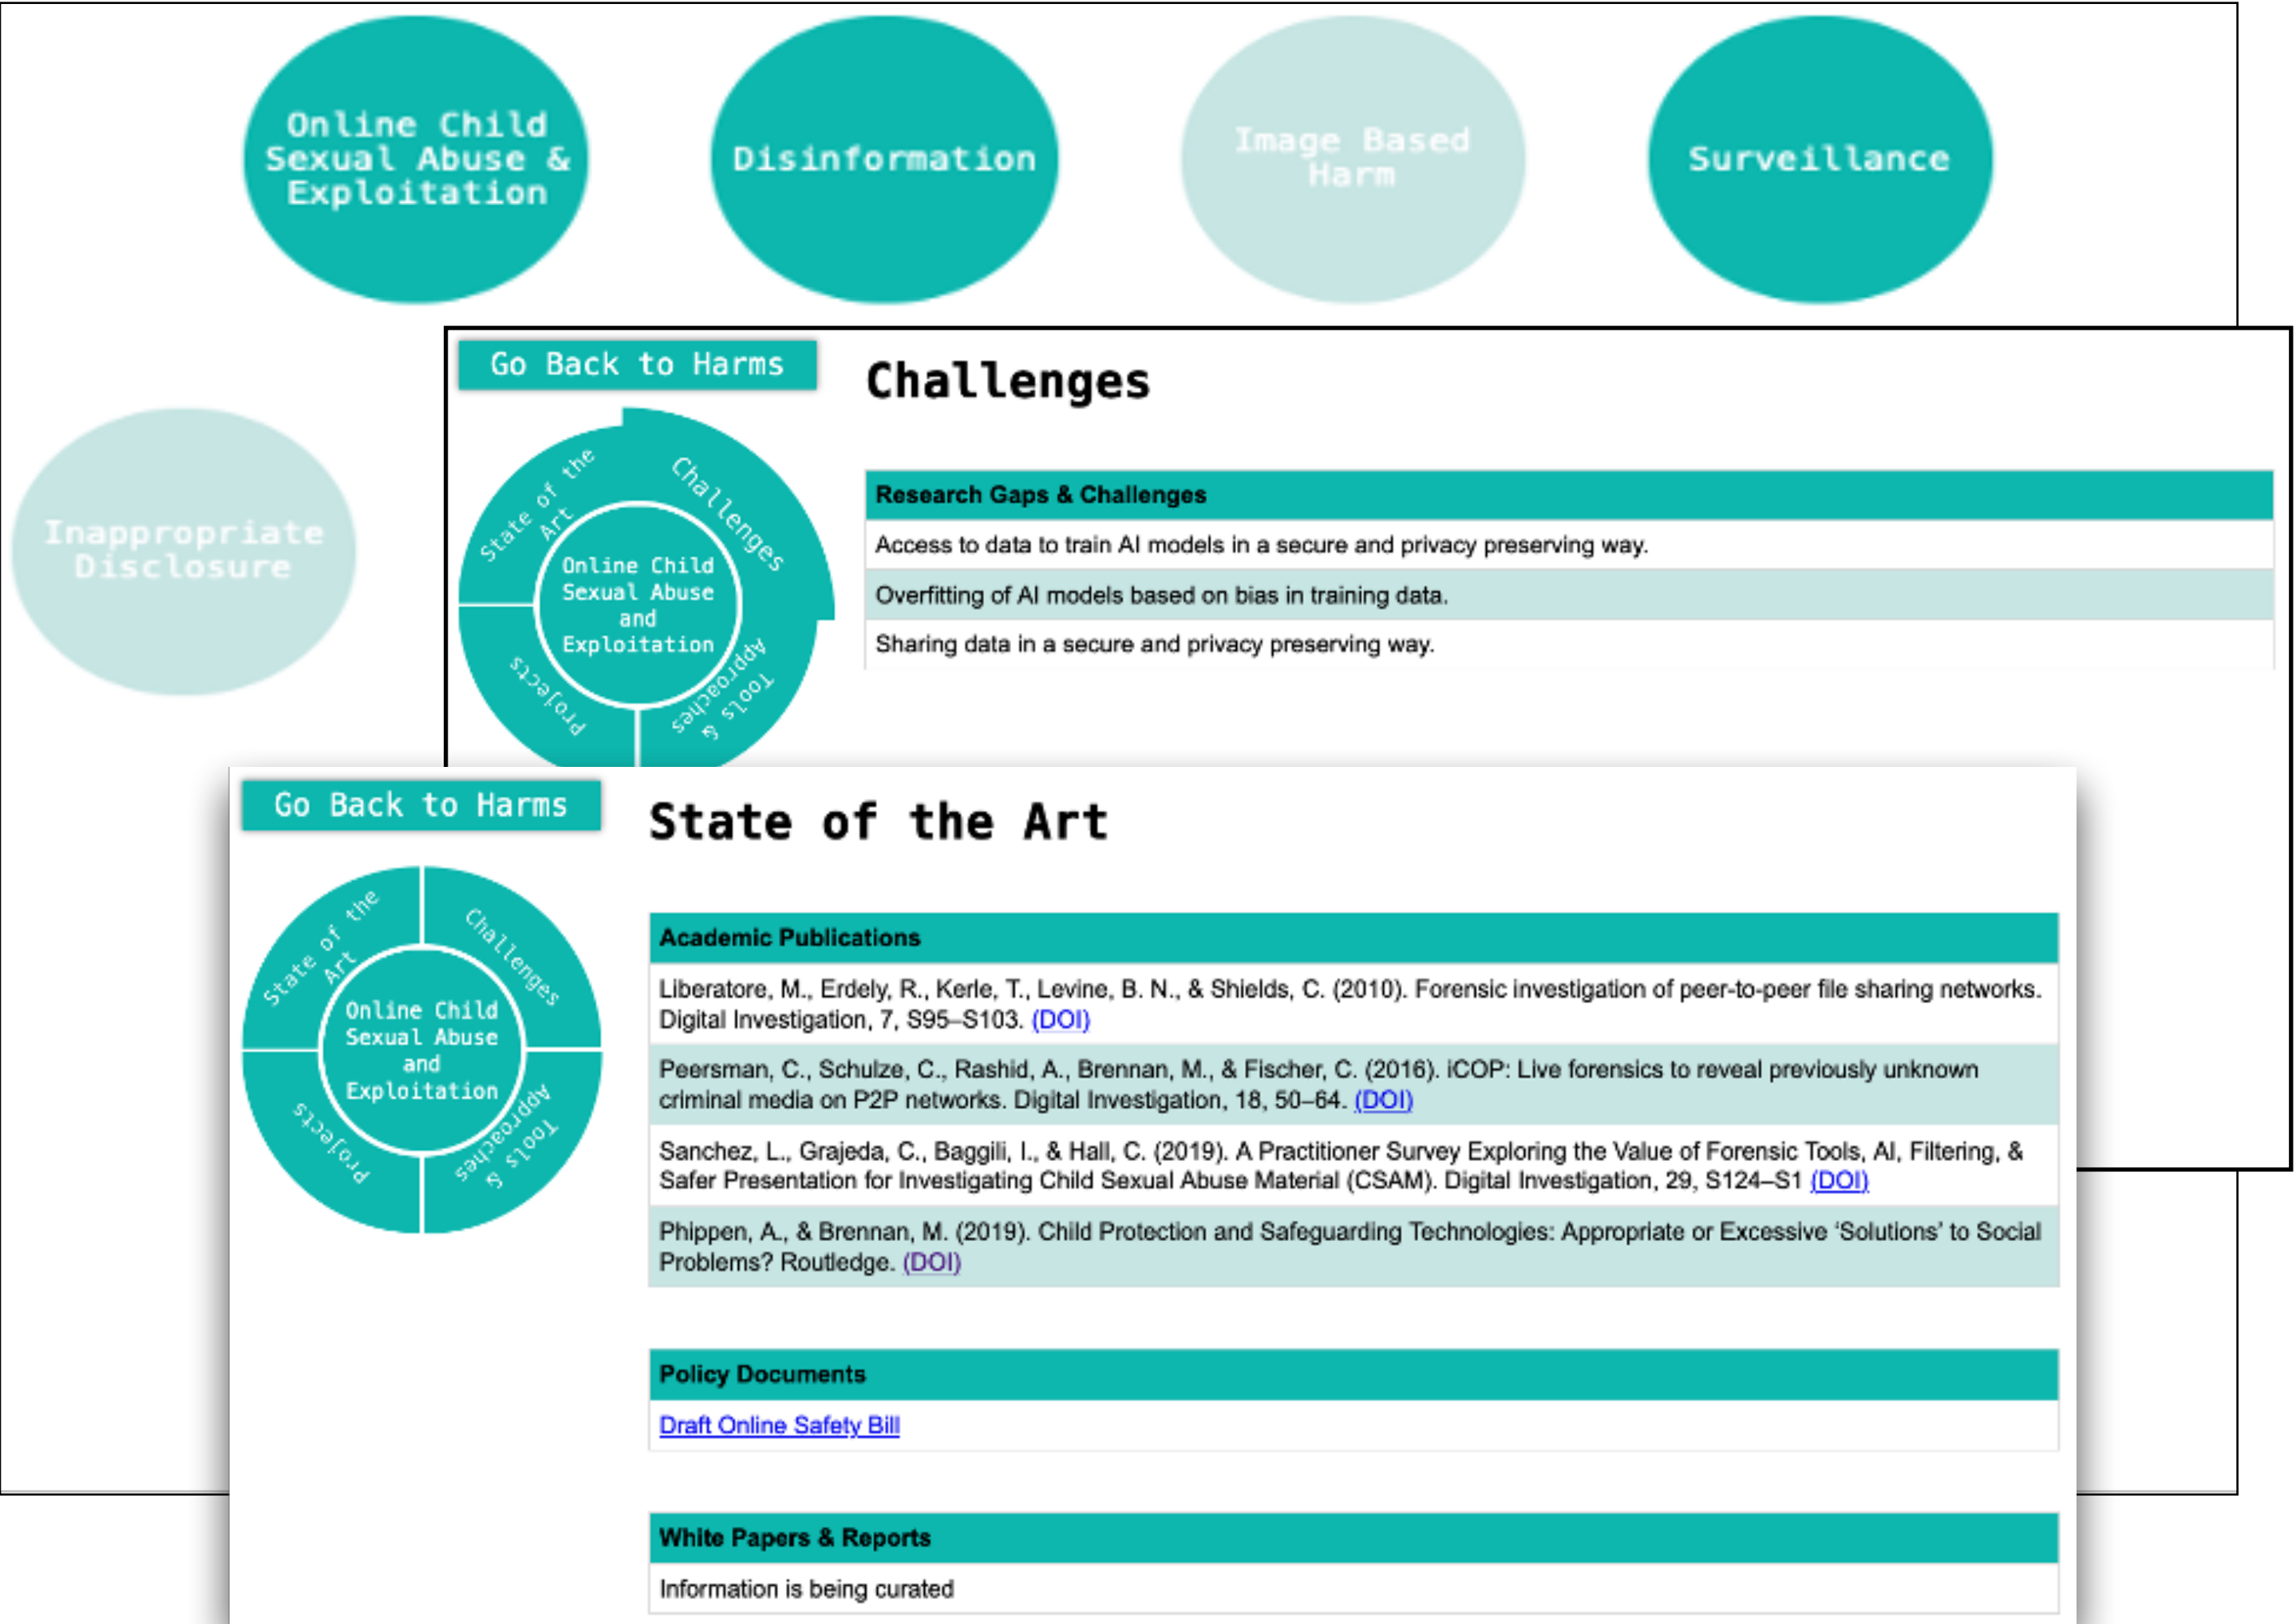 Online Child
Sexual Abuse &
Exploitation
Disinformation
Image Based
Harm
Surveillance
Inappropriate
Disclosure
Go Back to Harms
Challenges
State of the
Art
Challenges
Tools &
Approaches
Projects
Online Child
Sexual Abuse
and
Exploitation
Research Gaps & Challenges
Access to data to train AI models in a secure and privacy preserving way.
Overfitting of AI models based on bias in training data.
Sharing data in a secure and privacy preserving way.
Go Back to Harms
State of the Art
State of the
Art
Challenges
Tools &
Approaches
Projects
Online Child
Sexual Abuse
and
Exploitation
Academic Publications
Liberatore, M., Erdely, R., Kerle, T., Levine, B. N., & Shields, C. (2010). Forensic investigation of peer-to-peer file sharing networks.
Digital Investigation, 7, S95–S103. (DOI)
Peersman, C., Schulze, C., Rashid, A., Brennan, M., & Fischer, C. (2016). iCOP: Live forensics to reveal previously unknown
criminal media on P2P networks. Digital Investigation, 18, 50–64. (DOI)
Sanchez, L., Grajeda, C., Baggili, I., & Hall, C. (2019). A Practitioner Survey Exploring the Value of Forensic Tools, AI, Filtering, &
Safer Presentation for Investigating Child Sexual Abuse Material (CSAM). Digital Investigation, 29, S124–S1 (DOI)
Phippen, A., & Brennan, M. (2019). Child Protection and Safeguarding Technologies: Appropriate or Excessive ‘Solutions’ to Social
Problems? Routledge. (DOI)
Policy Documents
Draft Online Safety Bill
White Papers & Reports
Information is being curated